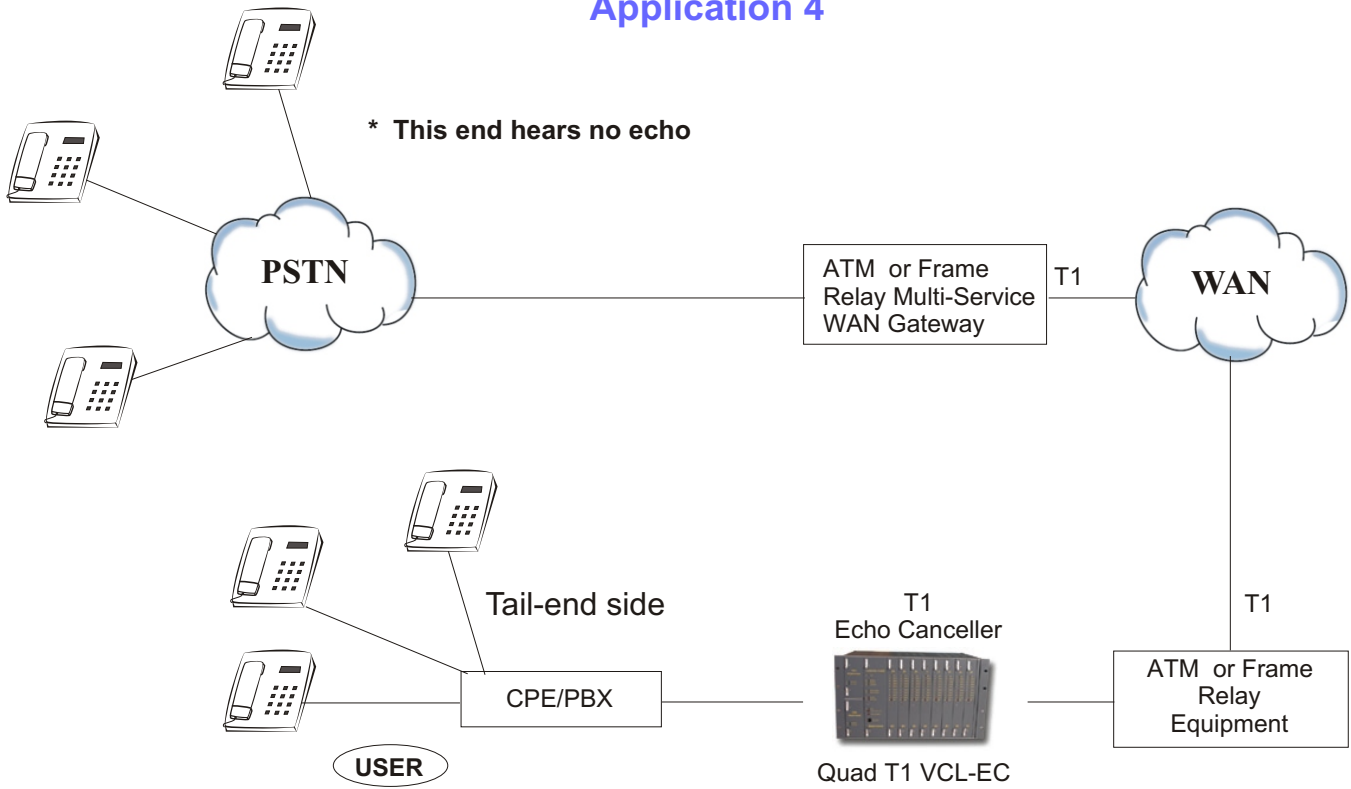 Application 4
* This end hears no echo
PSTN
ATM or Frame
Relay Multi-Service
WAN Gateway
T1
WAN
Tail-end side
T1
Echo Canceller
T1
CPE/PBX
ATM or Frame
Relay
Equipment
USER
Quad T1 VCL-EC